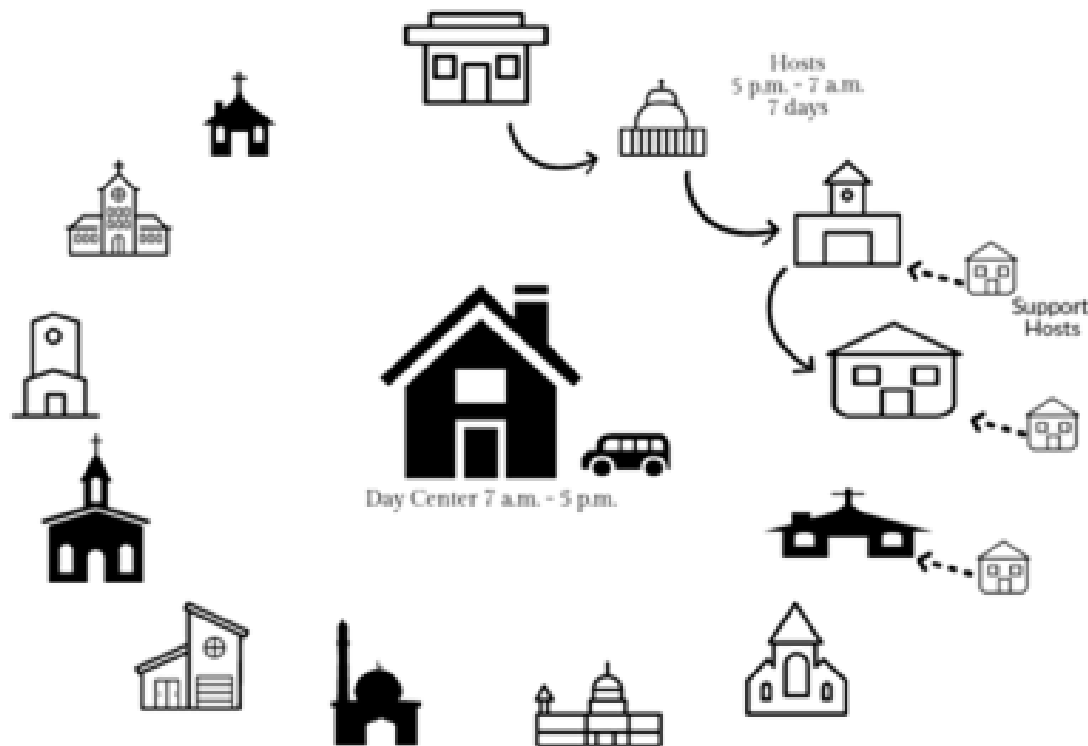 Hosts
5 p.m. - 7 a.m.
7 days
Support
Hosts
Day Center 7 a.m. - 5 p.m.